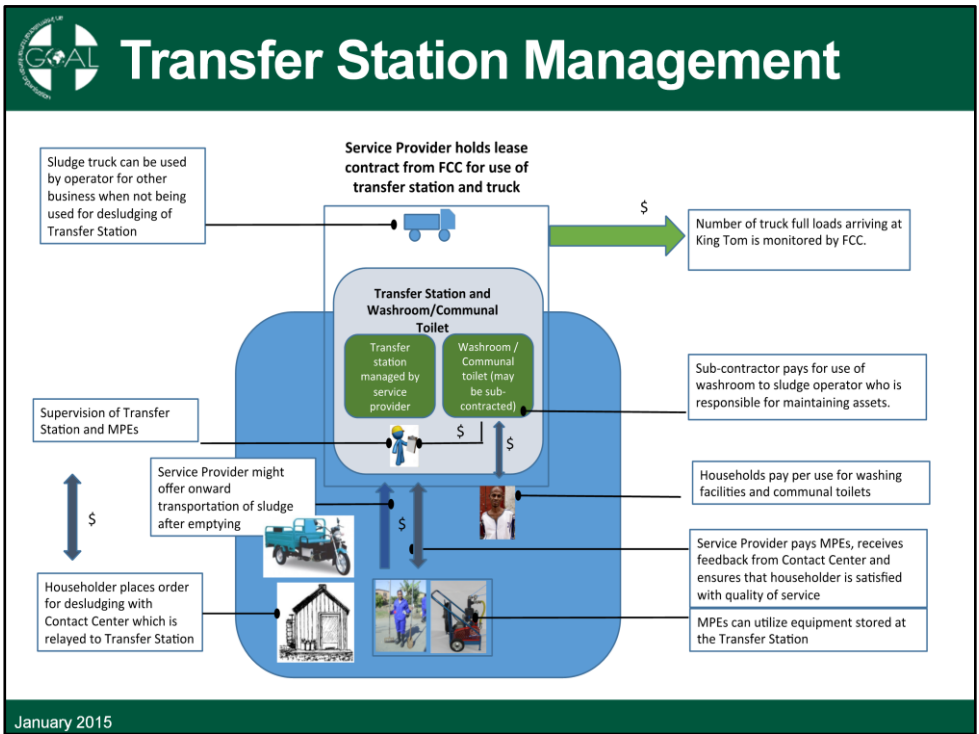 GOAL
Transfer Station Management
Service Provider holds lease
contract from FCC for use of
transfer station and truck
Sludge truck can be used
by operator for other
business when not being
used for desludging of
Transfer Station
$
Number of truck full loads arriving at
King Tom is monitored by FCC.
Transfer Station and
Washroom/Communal
Toilet
Transfer
station
managed by
service
provider
Washroom /
Communal
toilet (may
be sub-
contracted)
Sub-contractor pays for use of
washroom to sludge operator who is
responsible for maintaining assets.
Supervision of Transfer
Station and MPEs
$
$
Service Provider might
offer onward
transportation of sludge
after emptying
Households pay per use for washing
facilities and communal toilets
$
$
Service Provider pays MPEs, receives
feedback from Contact Center and
ensures that householder is satisfied
with quality of service
Householder places order
for desludging with
Contact Center which is
relayed to Transfer Station
MPEs can utilize equipment stored at
the Transfer Station
January 2015